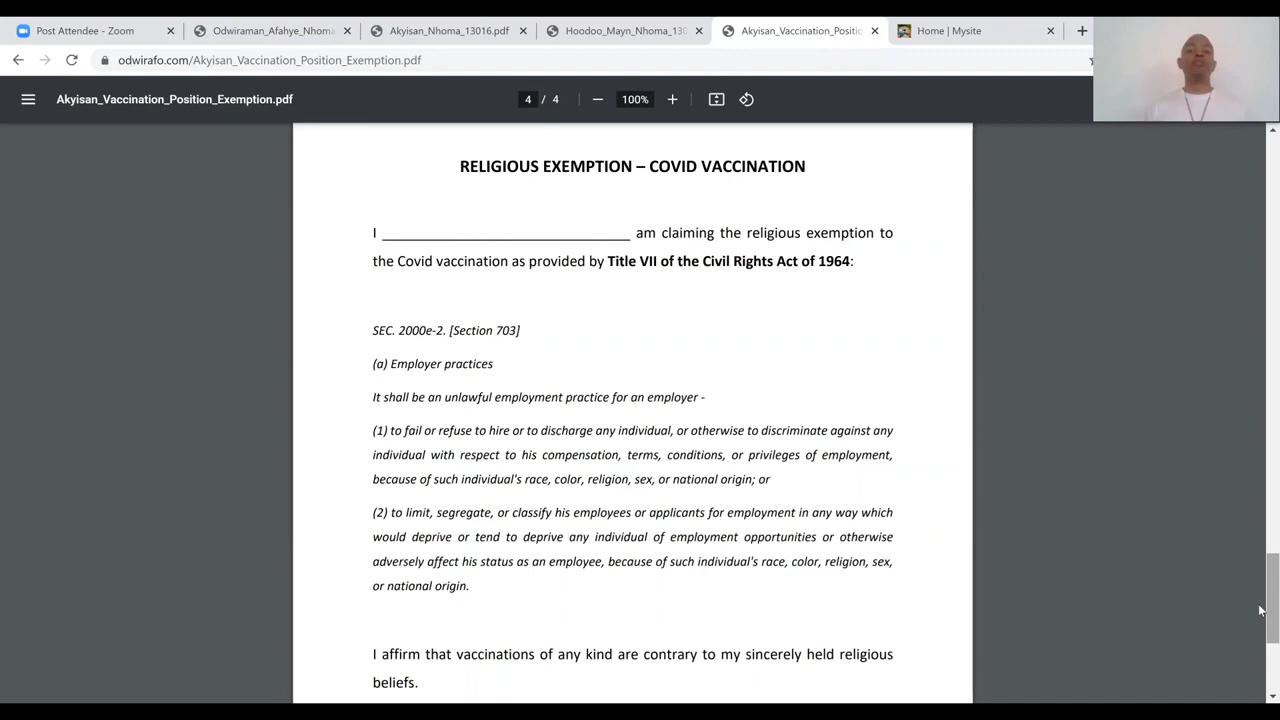 Post Attendee - Zoom
Odwiraman_Afahye_Nhoma
Akyisan_Nhoma_13016.pdf
Hoodoo_Mayn_Nhoma_130
Akyisan_Vaccination_Positio
Home | Mysite
odwirafo.com/Akyisan_Vaccination_Position_Exemption.pdf
Akyisan_Vaccination_Position_Exemption.pdf
4 / 4
100%
RELIGIOUS EXEMPTION – COVID VACCINATION
I _______________________________ am claiming the religious exemption to
the Covid vaccination as provided by Title VII of the Civil Rights Act of 1964:
SEC. 2000e-2. [Section 703]
(a) Employer practices
It shall be an unlawful employment practice for an employer -
(1) to fail or refuse to hire or to discharge any individual, or otherwise to discriminate against any
individual with respect to his compensation, terms, conditions, or privileges of employment,
because of such individual's race, color, religion, sex, or national origin; or
(2) to limit, segregate, or classify his employees or applicants for employment in any way which
would deprive or tend to deprive any individual of employment opportunities or otherwise
adversely affect his status as an employee, because of such individual's race, color, religion, sex,
or national origin.
I affirm that vaccinations of any kind are contrary to my sincerely held religious
beliefs.